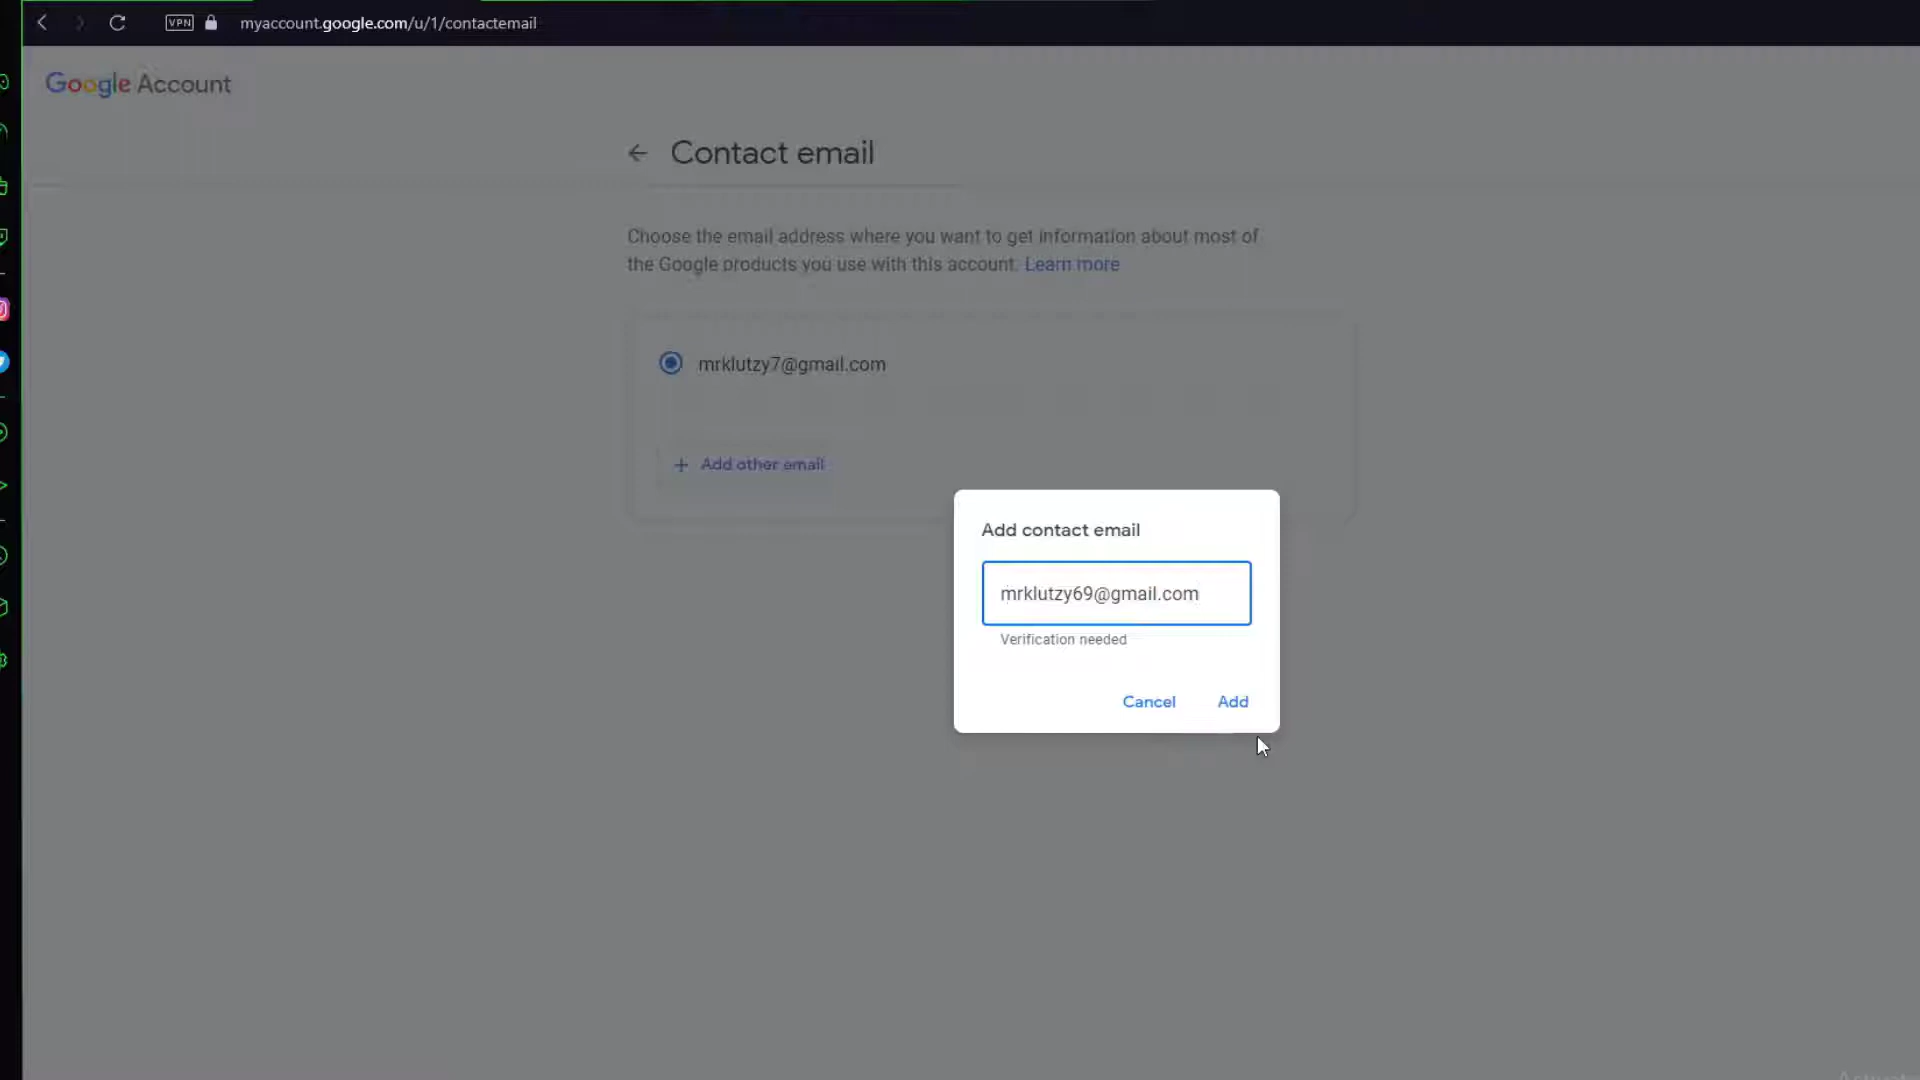 VPN
myaccount.google.com/u/1/contactemail
Google Account
Contact email
Choose the email address where you want to get information about most of
the Google products you use with this account. Learn more
mrklutzy7@gmail.com
+ Add other email
Add contact email
mrklutzy69@gmail.com
Verification needed
Cancel
Add